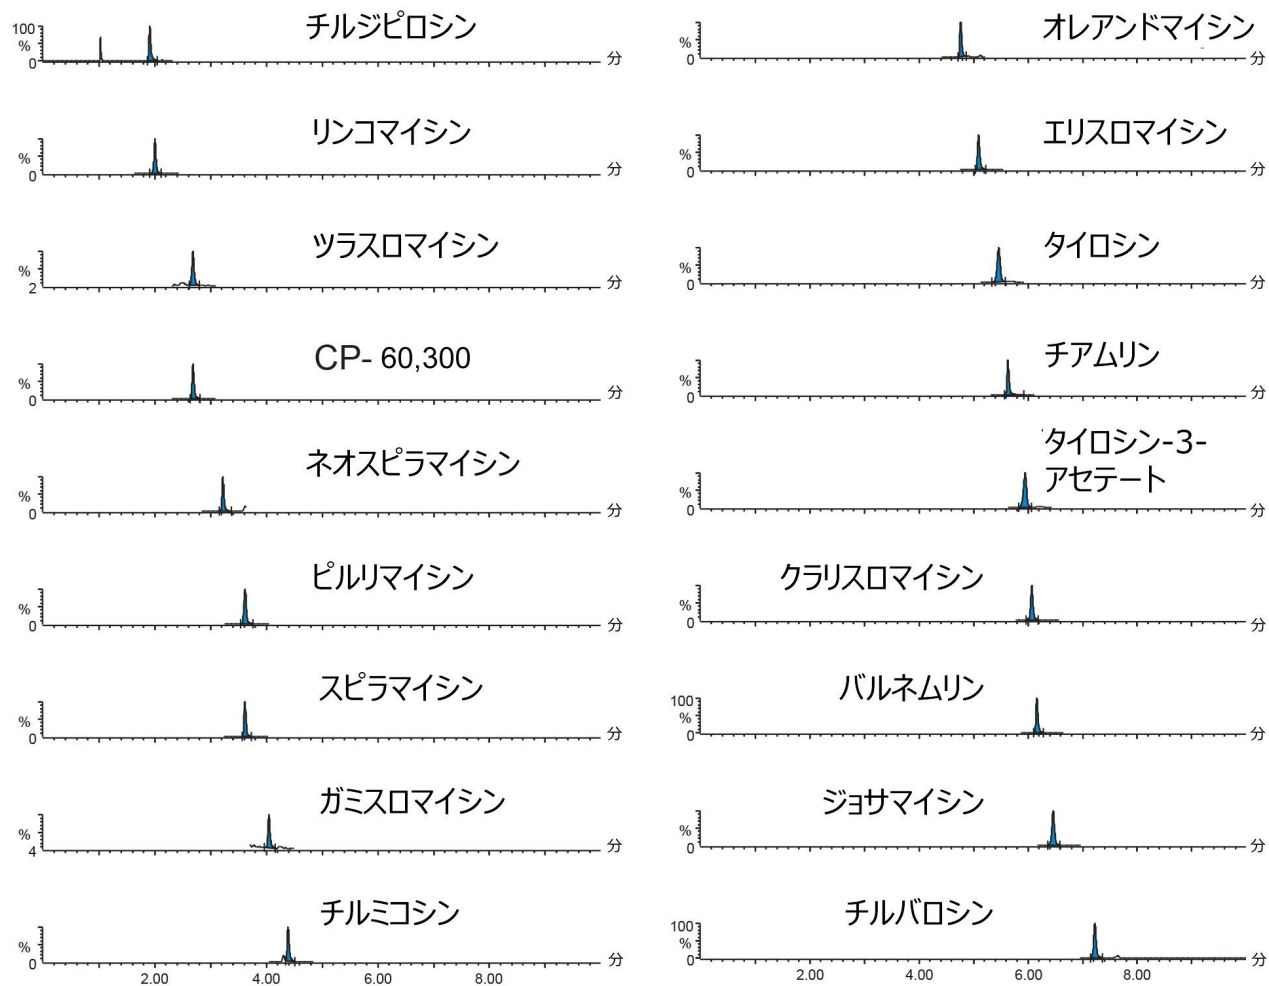 チルジピロシン
100
%
0
分
リンコマイシン
%
0
分
ツラスロマイシン
%
2
分
CP- 60,300
%
0
分
ネオスピラマイシン
%
0
分
ピルリマイシン
%
0
分
スピラマイシン
%
0
分
ガミスロマイシン
%
4
分
チルミコシン
%
0
分
2.00 4.00 6.00 8.00
オレアンドマイシン
%
0
分
エリスロマイシン
%
0
分
タイロシン
%
0
分
チアムリン
%
0
分
タイロシン-3-
アセテート
%
0
分
クラリスロマイシン
%
0
分
バルネムリン
100
%
0
分
ジョサマイシン
%
0
分
チルバロシン
100
%
0
分
2.00 4.00 6.00 8.00